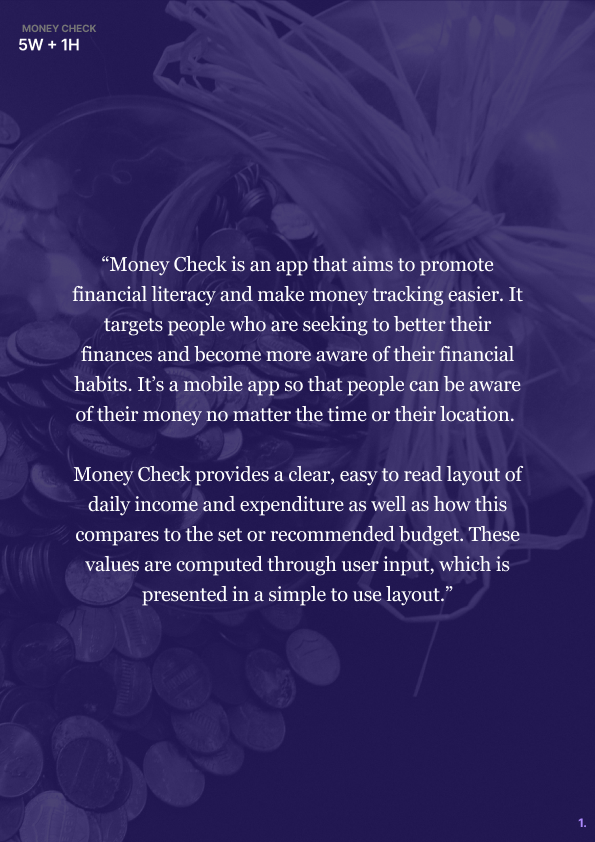 MONEY CHECK
5W + 1H
“Money Check is an app that aims to promote
financial literacy and make money tracking easier. It
targets people who are seeking to better their
finances and become more aware of their financial
habits. It’s a mobile app so that people can be aware
of their money no matter the time or their location.
Money Check provides a clear, easy to read layout of
daily income and expenditure as well as how this
compares to the set or recommended budget. These
values are computed through user input, which is
presented in a simple to use layout.”
1.